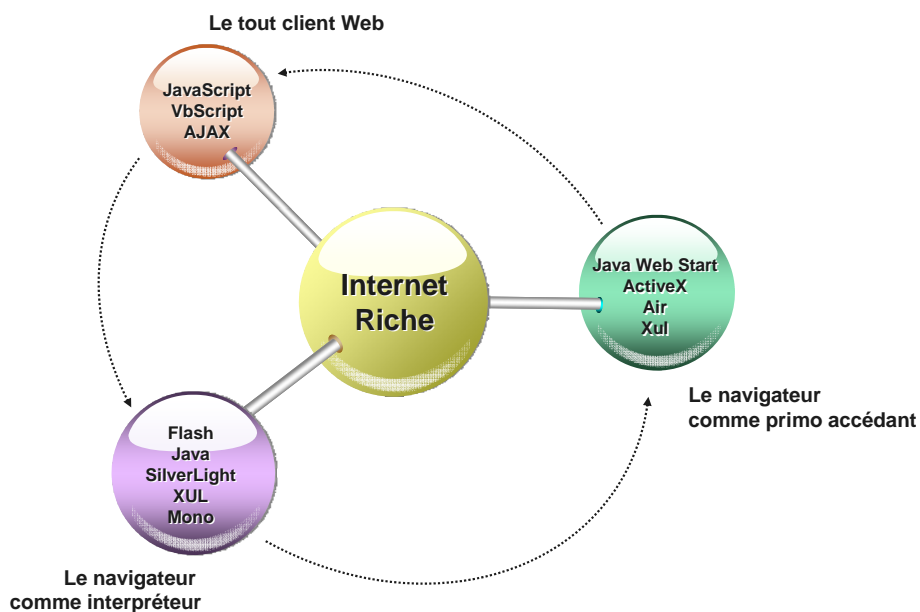 Le tout client Web
JavaScript
VbScript
AJAX
Internet
Riche
Java Web Start
ActiveX
Air
Xul
Le navigateur
comme primo accédant
Flash
Java
SilverLight
XUL
Mono
Le navigateur
comme interpréteur